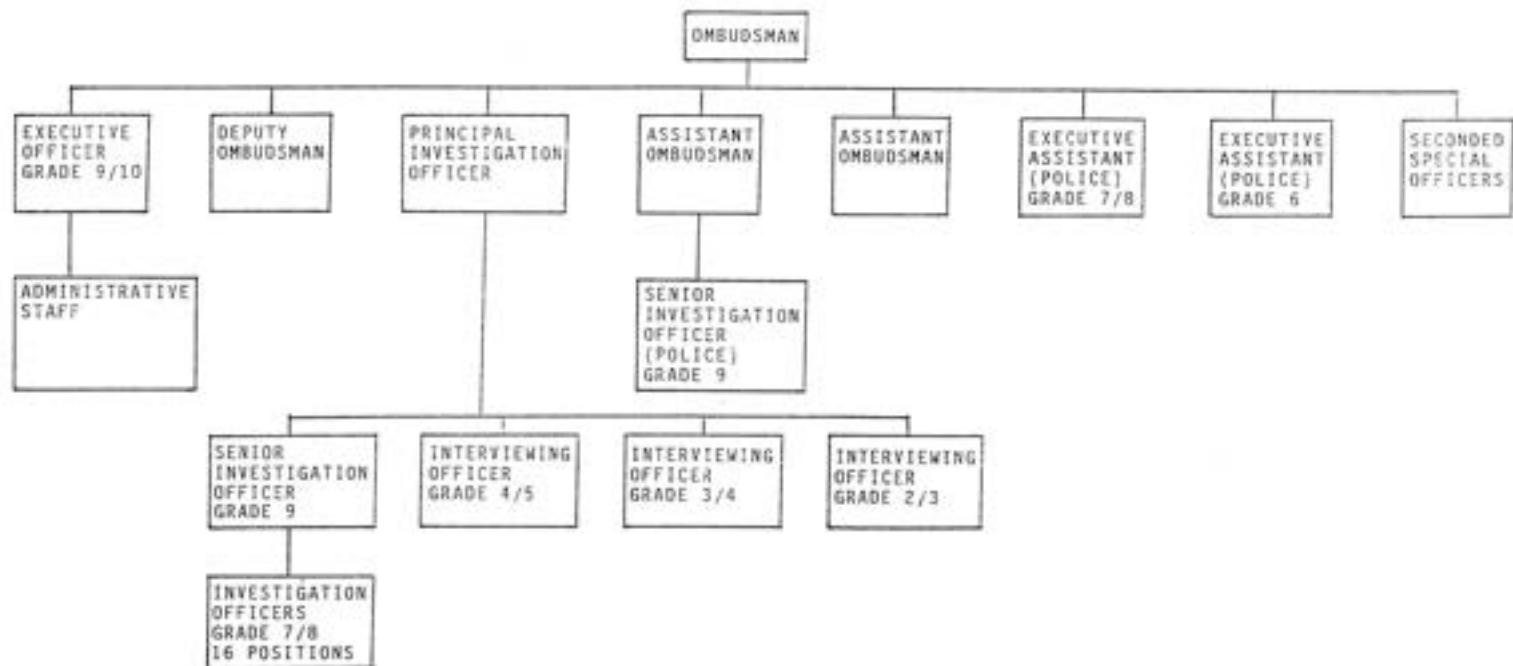 OMBUDSMAN
EXECUTIVE
OFFICER
GRADE 9/10
DEPUTY
OMBUDSMAN
PRINCIPAL
INVESTIGATION
OFFICER
ASSISTANT
OMBUDSMAN
ASSISTANT
OMBUDSMAN
EXECUTIVE
ASSISTANT
(POLICE)
GRADE 7/8
EXECUTIVE
ASSISTANT
(POLICE)
GRADE 6
SECONDED
SPECIAL
OFFICERS
ADMINISTRATIVE
STAFF
SENIOR
INVESTIGATION
OFFICER
(POLICE)
GRADE 9
SENIOR
INVESTIGATION
OFFICER
GRADE 9
INTERVIEWING
OFFICER
GRADE 4/5
INTERVIEWING
OFFICER
GRADE 3/4
INTERVIEWING
OFFICER
GRADE 2/3
INVESTIGATION
OFFICERS
GRADE 7/8
16 POSITIONS